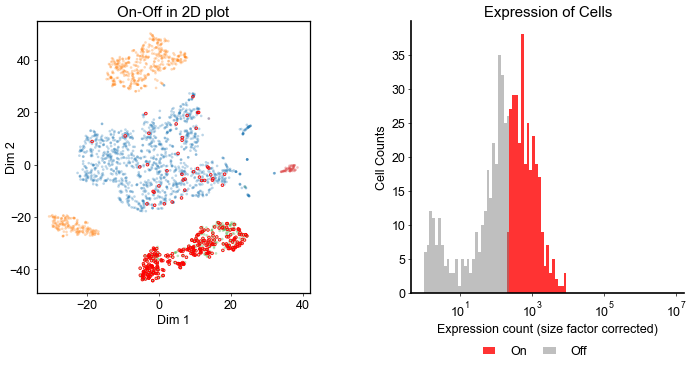 On-Off in 2D plot
40
20
0
−20
−40
Dim 2
−20
0
20
40
Dim 1
Expression of Cells
35
30
25
20
15
10
5
0
Cell Counts
10^1
10^3
10^5
10^7
Expression count (size factor corrected)
On
Off